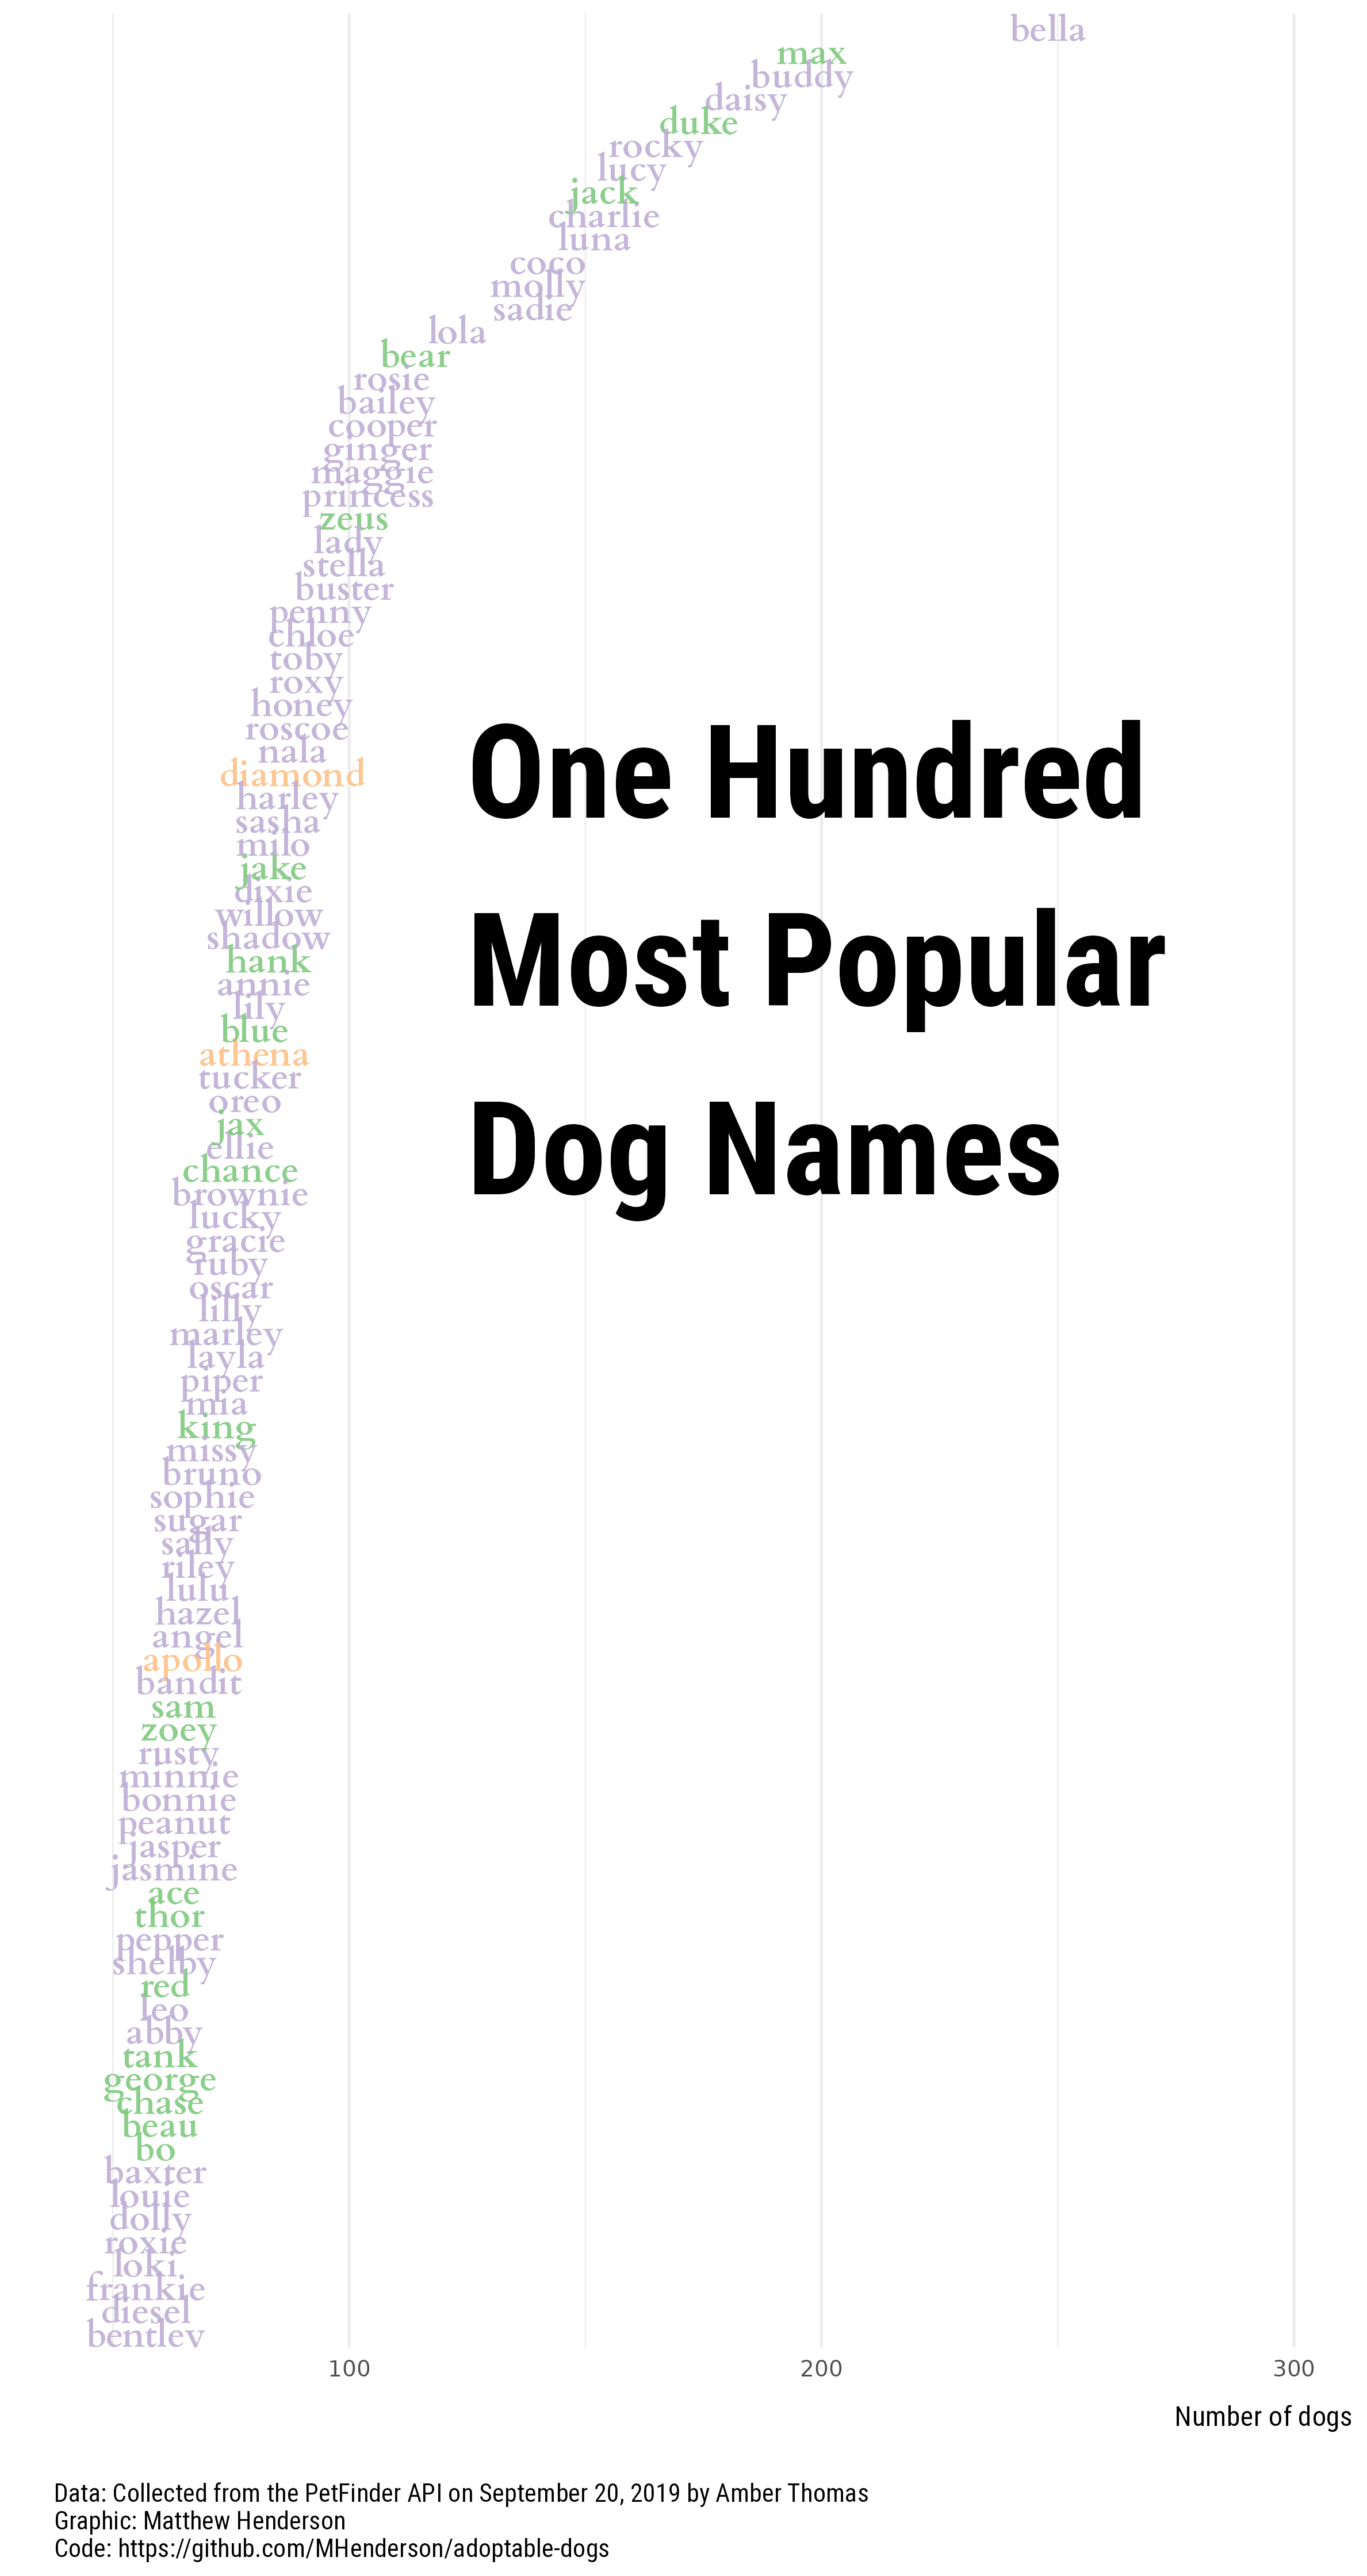 bella
max
buddy
daisy
duke
rocky
lucy
jack
charlie
luna
coco
molly
sadie
lola
bear
rosie
bailey
cooper
ginger
maggie
princess
zeus
lady
stella
buster
penny
chloe
toby
roxy
honey
roscoe
nala
diamond
harley
sasha
milo
jake
dixie
willow
shadow
hank
annie
lily
blue
athena
tucker
oreo
jax
ellie
chance
brownie
lucky
gracie
ruby
oscar
lilly
marley
layla
piper
mia
king
missy
bruno
sophie
sugar
sally
riley
lulu
hazel
angel
apollo
bandit
sam
zoey
rusty
minnie
bonnie
peanut
jasper
jasmine
ace
thor
pepper
shelby
red
leo
abby
tank
george
chase
beau
bo
baxter
louie
dolly
roxie
loki
frankie
diesel
bentley
One Hundred
Most Popular
Dog Names
100 200 300
Number of dogs
Data: Collected from the PetFinder API on September 20, 2019 by Amber Thomas
Graphic: Matthew Henderson
Code: https://github.com/MHenderson/adoptable-dogs